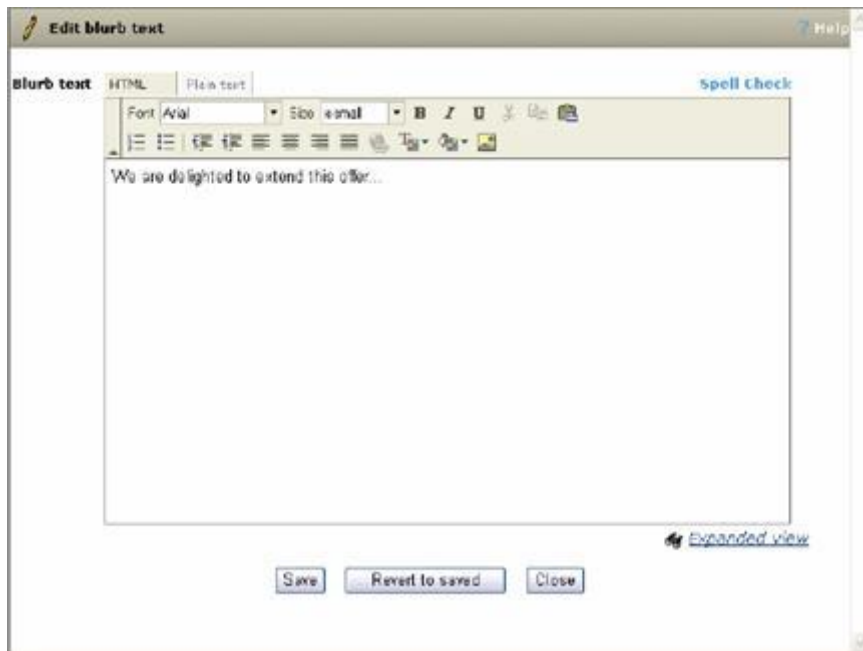 Edit blurb text ? Help
Blurb text HTML Plain text Spell Check
Font Arial Size x-small B I U
We are delighted to extend this offer...
Expanded view
Save Revert to saved Close